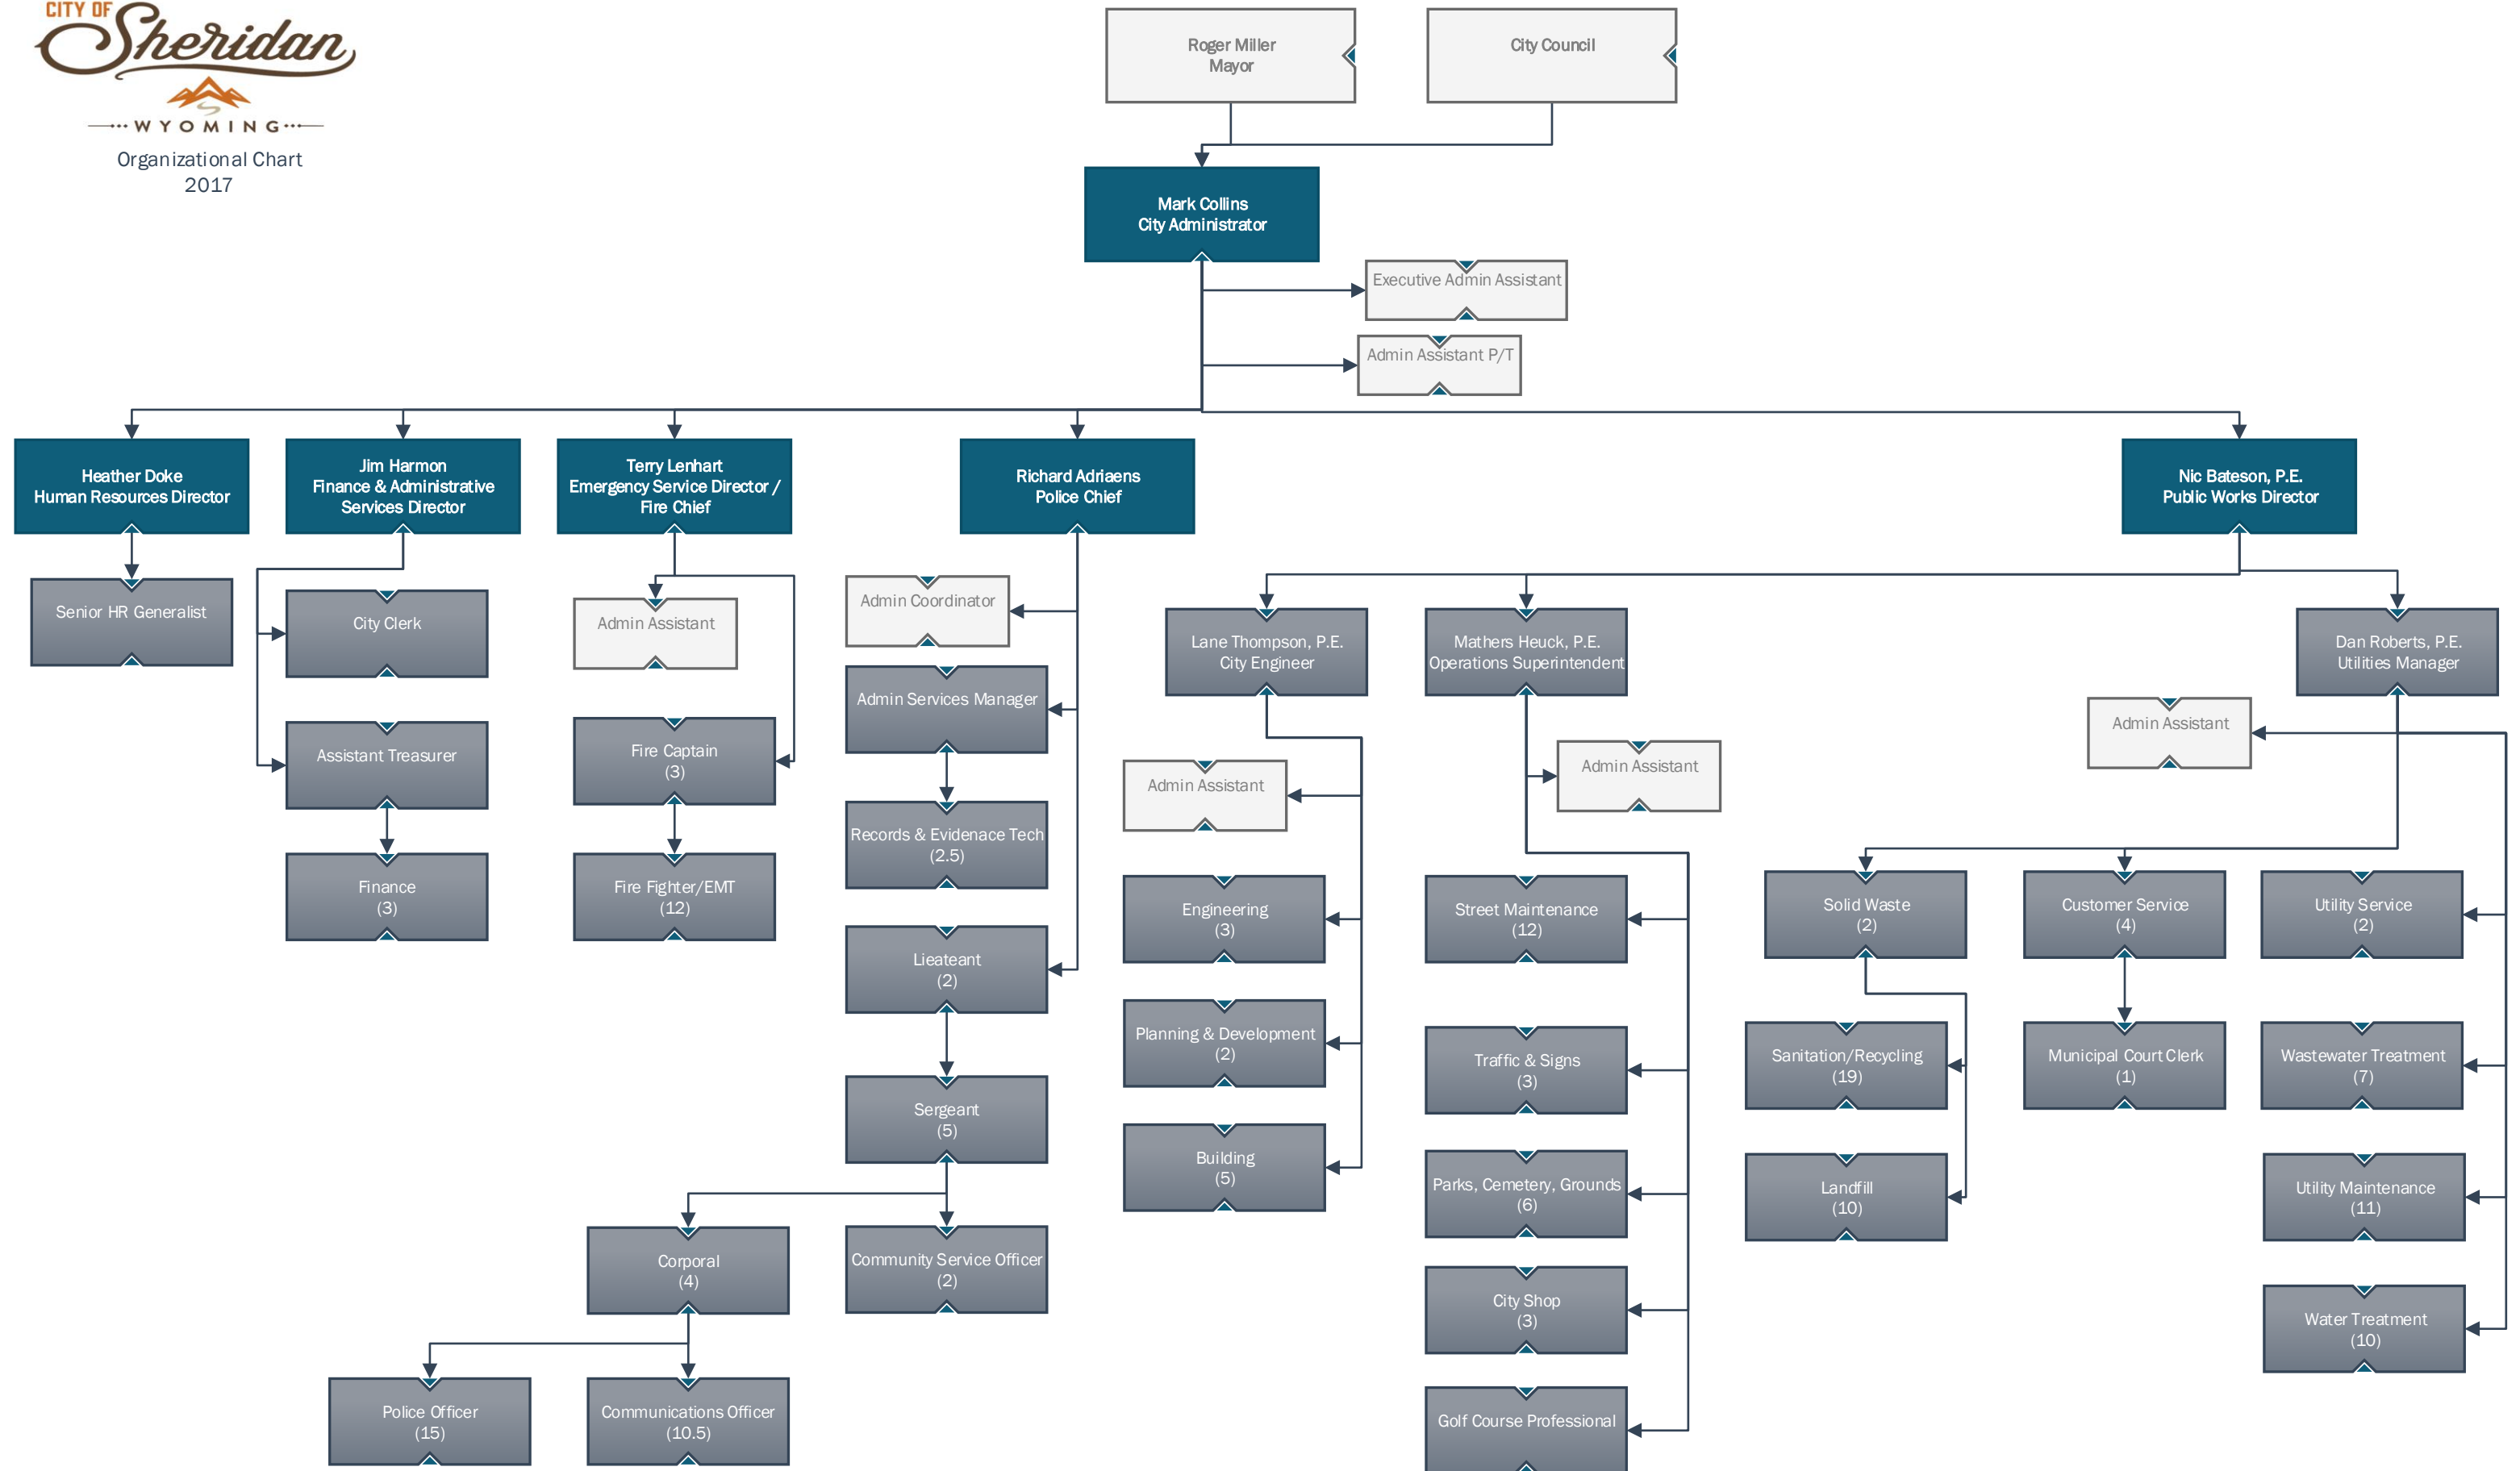 CITY OF
Sheridan
WYOMING
Organizational Chart
2017
Roger Miller
Mayor
City Council
Mark Collins
City Administrator
Executive Admin Assistant
Admin Assistant P/T
Heather Doke
Human Resources Director
Jim Harmon
Finance & Administrative
Services Director
Terry Lenhart
Emergency Service Director /
Fire Chief
Richard Adriaens
Police Chief
Nic Bateson, P.E.
Public Works Director
Senior HR Generalist
City Clerk
Assistant Treasurer
Finance
(3)
Admin Assistant
Fire Captain
(3)
Fire Fighter/EMT
(12)
Admin Coordinator
Admin Services Manager
Records & Evidenace Tech
(2.5)
Lieateant
(2)
Sergeant
(5)
Corporal
(4)
Community Service Officer
(2)
Police Officer
(15)
Communications Officer
(10.5)
Lane Thompson, P.E.
City Engineer
Admin Assistant
Engineering
(3)
Planning & Development
(2)
Building
(5)
Mathers Heuck, P.E.
Operations Superintendent
Admin Assistant
Street Maintenance
(12)
Traffic & Signs
(3)
Parks, Cemetery, Grounds
(6)
City Shop
(3)
Golf Course Professional
Dan Roberts, P.E.
Utilities Manager
Admin Assistant
Solid Waste
(2)
Sanitation/Recycling
(19)
Landfill
(10)
Customer Service
(4)
Municipal Court Clerk
(1)
Utility Service
(2)
Wastewater Treatment
(7)
Utility Maintenance
(11)
Water Treatment
(10)